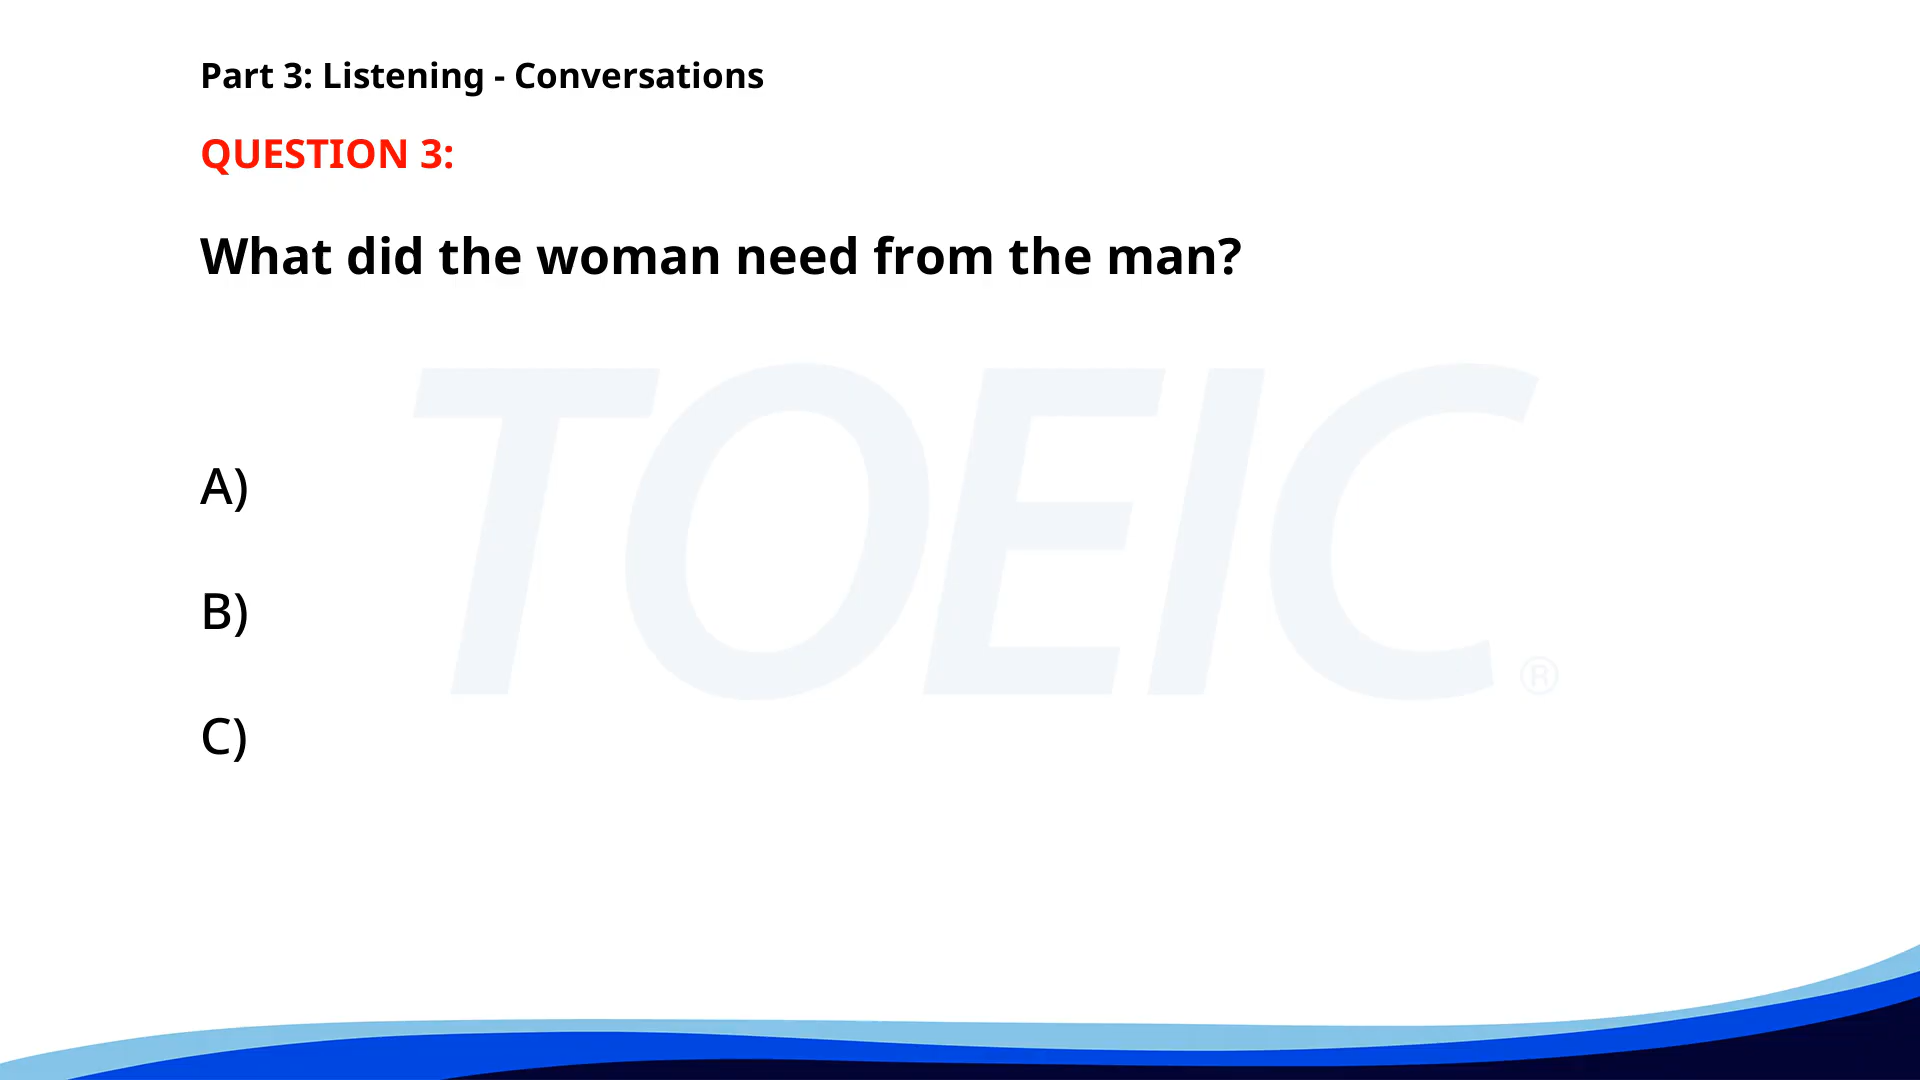 Part 3: Listening - Conversations
QUESTION 3:
What did the woman need from the man?
TOEIC ®
A)
B)
C)